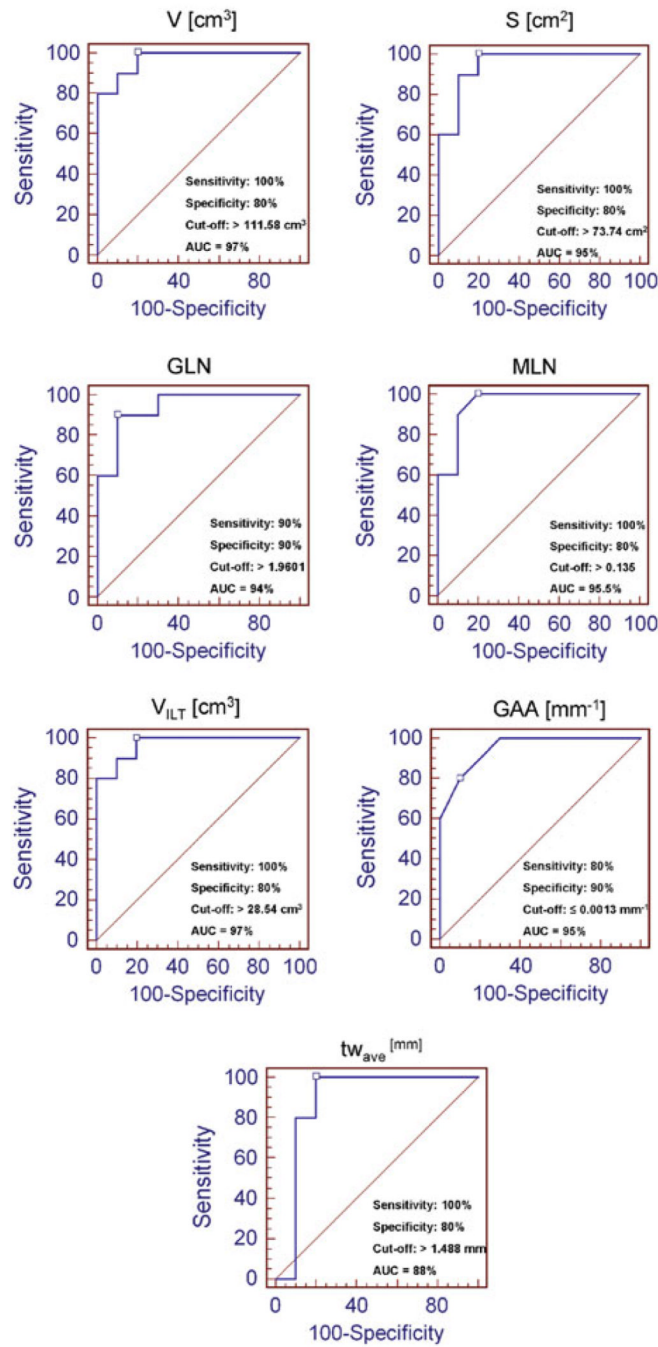 V [cm³]
100
80
60
40
20
0
Sensitivity
Sensitivity: 100%
Specificity: 80%
Cut-off: > 111.58 cm³
AUC = 97%
0 40 80
100-Specificity
S [cm²]
100
80
60
40
20
0
Sensitivity
Sensitivity: 100%
Specificity: 80%
Cut-off: > 73.74 cm²
AUC = 95%
0 20 40 60 80 100
100-Specificity
GLN
100
80
60
40
20
0
Sensitivity
Sensitivity: 90%
Specificity: 90%
Cut-off: > 1.9601
AUC = 94%
0 40 80
100-Specificity
MLN
100
80
60
40
20
0
Sensitivity
Sensitivity: 100%
Specificity: 80%
Cut-off: > 0.135
AUC = 95.5%
0 20 40 60 80 100
100-Specificity
V_ILT [cm³]
100
80
60
40
20
0
Sensitivity
Sensitivity: 100%
Specificity: 80%
Cut-off: > 28.54 cm³
AUC = 97%
0 20 40 60 80 100
100-Specificity
GAA [mm⁻¹]
100
80
60
40
20
0
Sensitivity
Sensitivity: 80%
Specificity: 90%
Cut-off: ≤ 0.0013 mm⁻¹
AUC = 95%
0 40 80
100-Specificity
tw_ave [mm]
100
80
60
40
20
0
Sensitivity
Sensitivity: 100%
Specificity: 80%
Cut-off: > 1.488 mm
AUC = 88%
0 40 80
100-Specificity